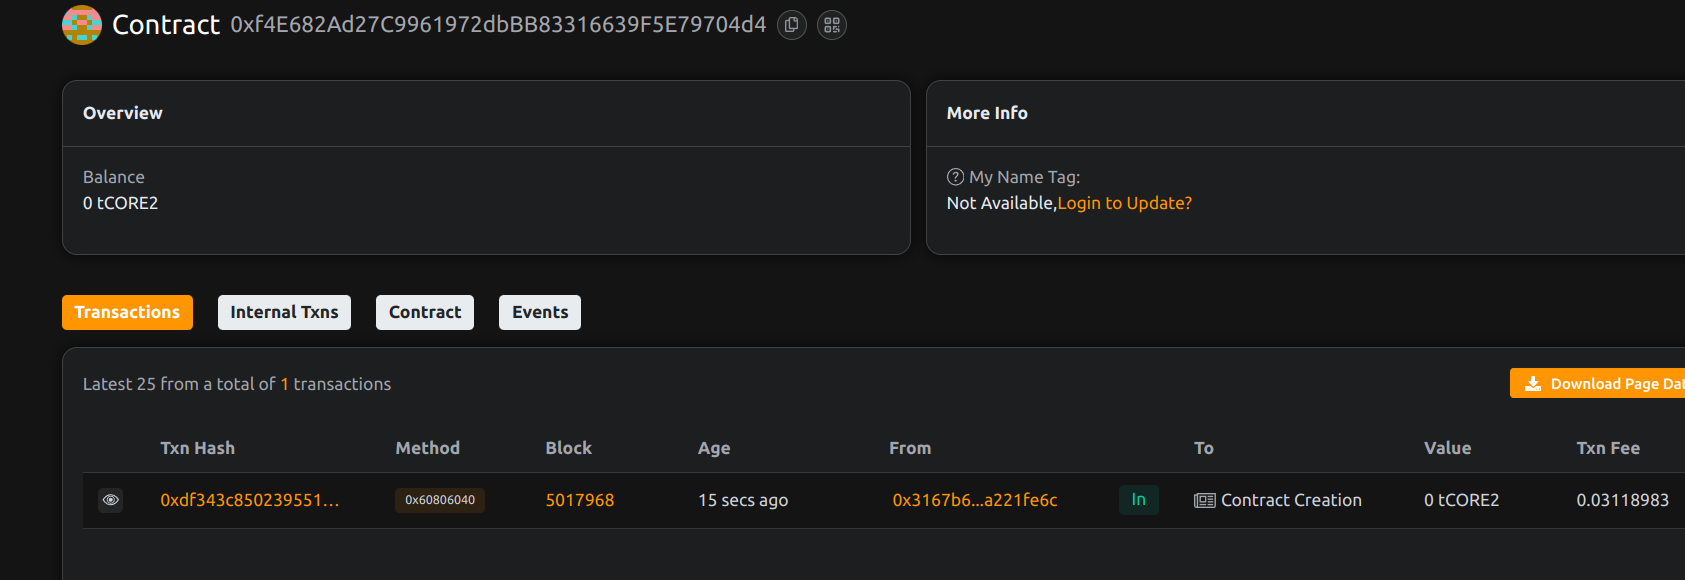 Contract 0xf4E682Ad27C9961972dbBB83316639F5E79704d4
Overview
Balance
0 tCORE2
More Info
My Name Tag:
Not Available,Login to Update?
Transactions Internal Txns Contract Events
Latest 25 from a total of 1 transactions
Download Page Dat
Txn Hash Method Block Age From To Value Txn Fee
0xdf343c850239551... 0x60806040 5017968 15 secs ago 0x3167b6...a221fe6c In Contract Creation 0 tCORE2 0.03118983